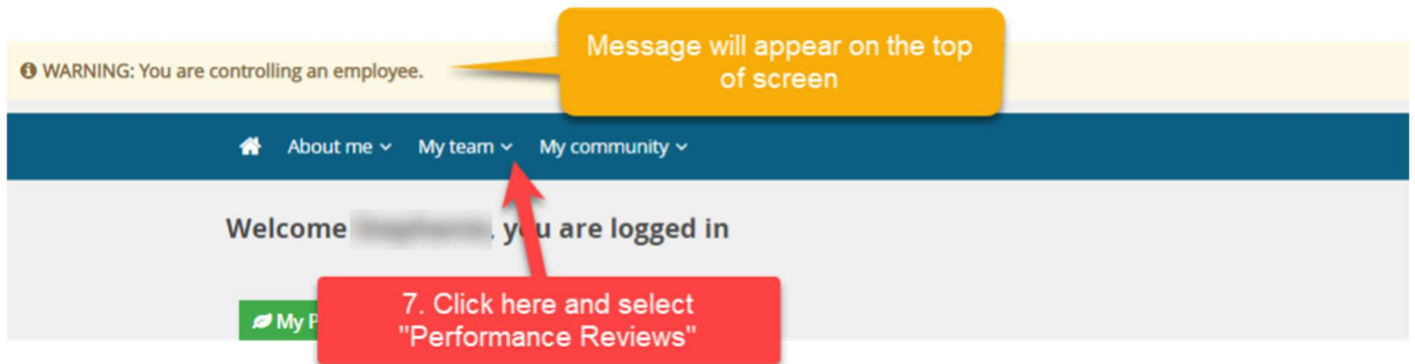 Message will appear on the top
of screen
WARNING: You are controlling an employee.
About me My team My community
Welcome , you are logged in
My P
7. Click here and select
"Performance Reviews"